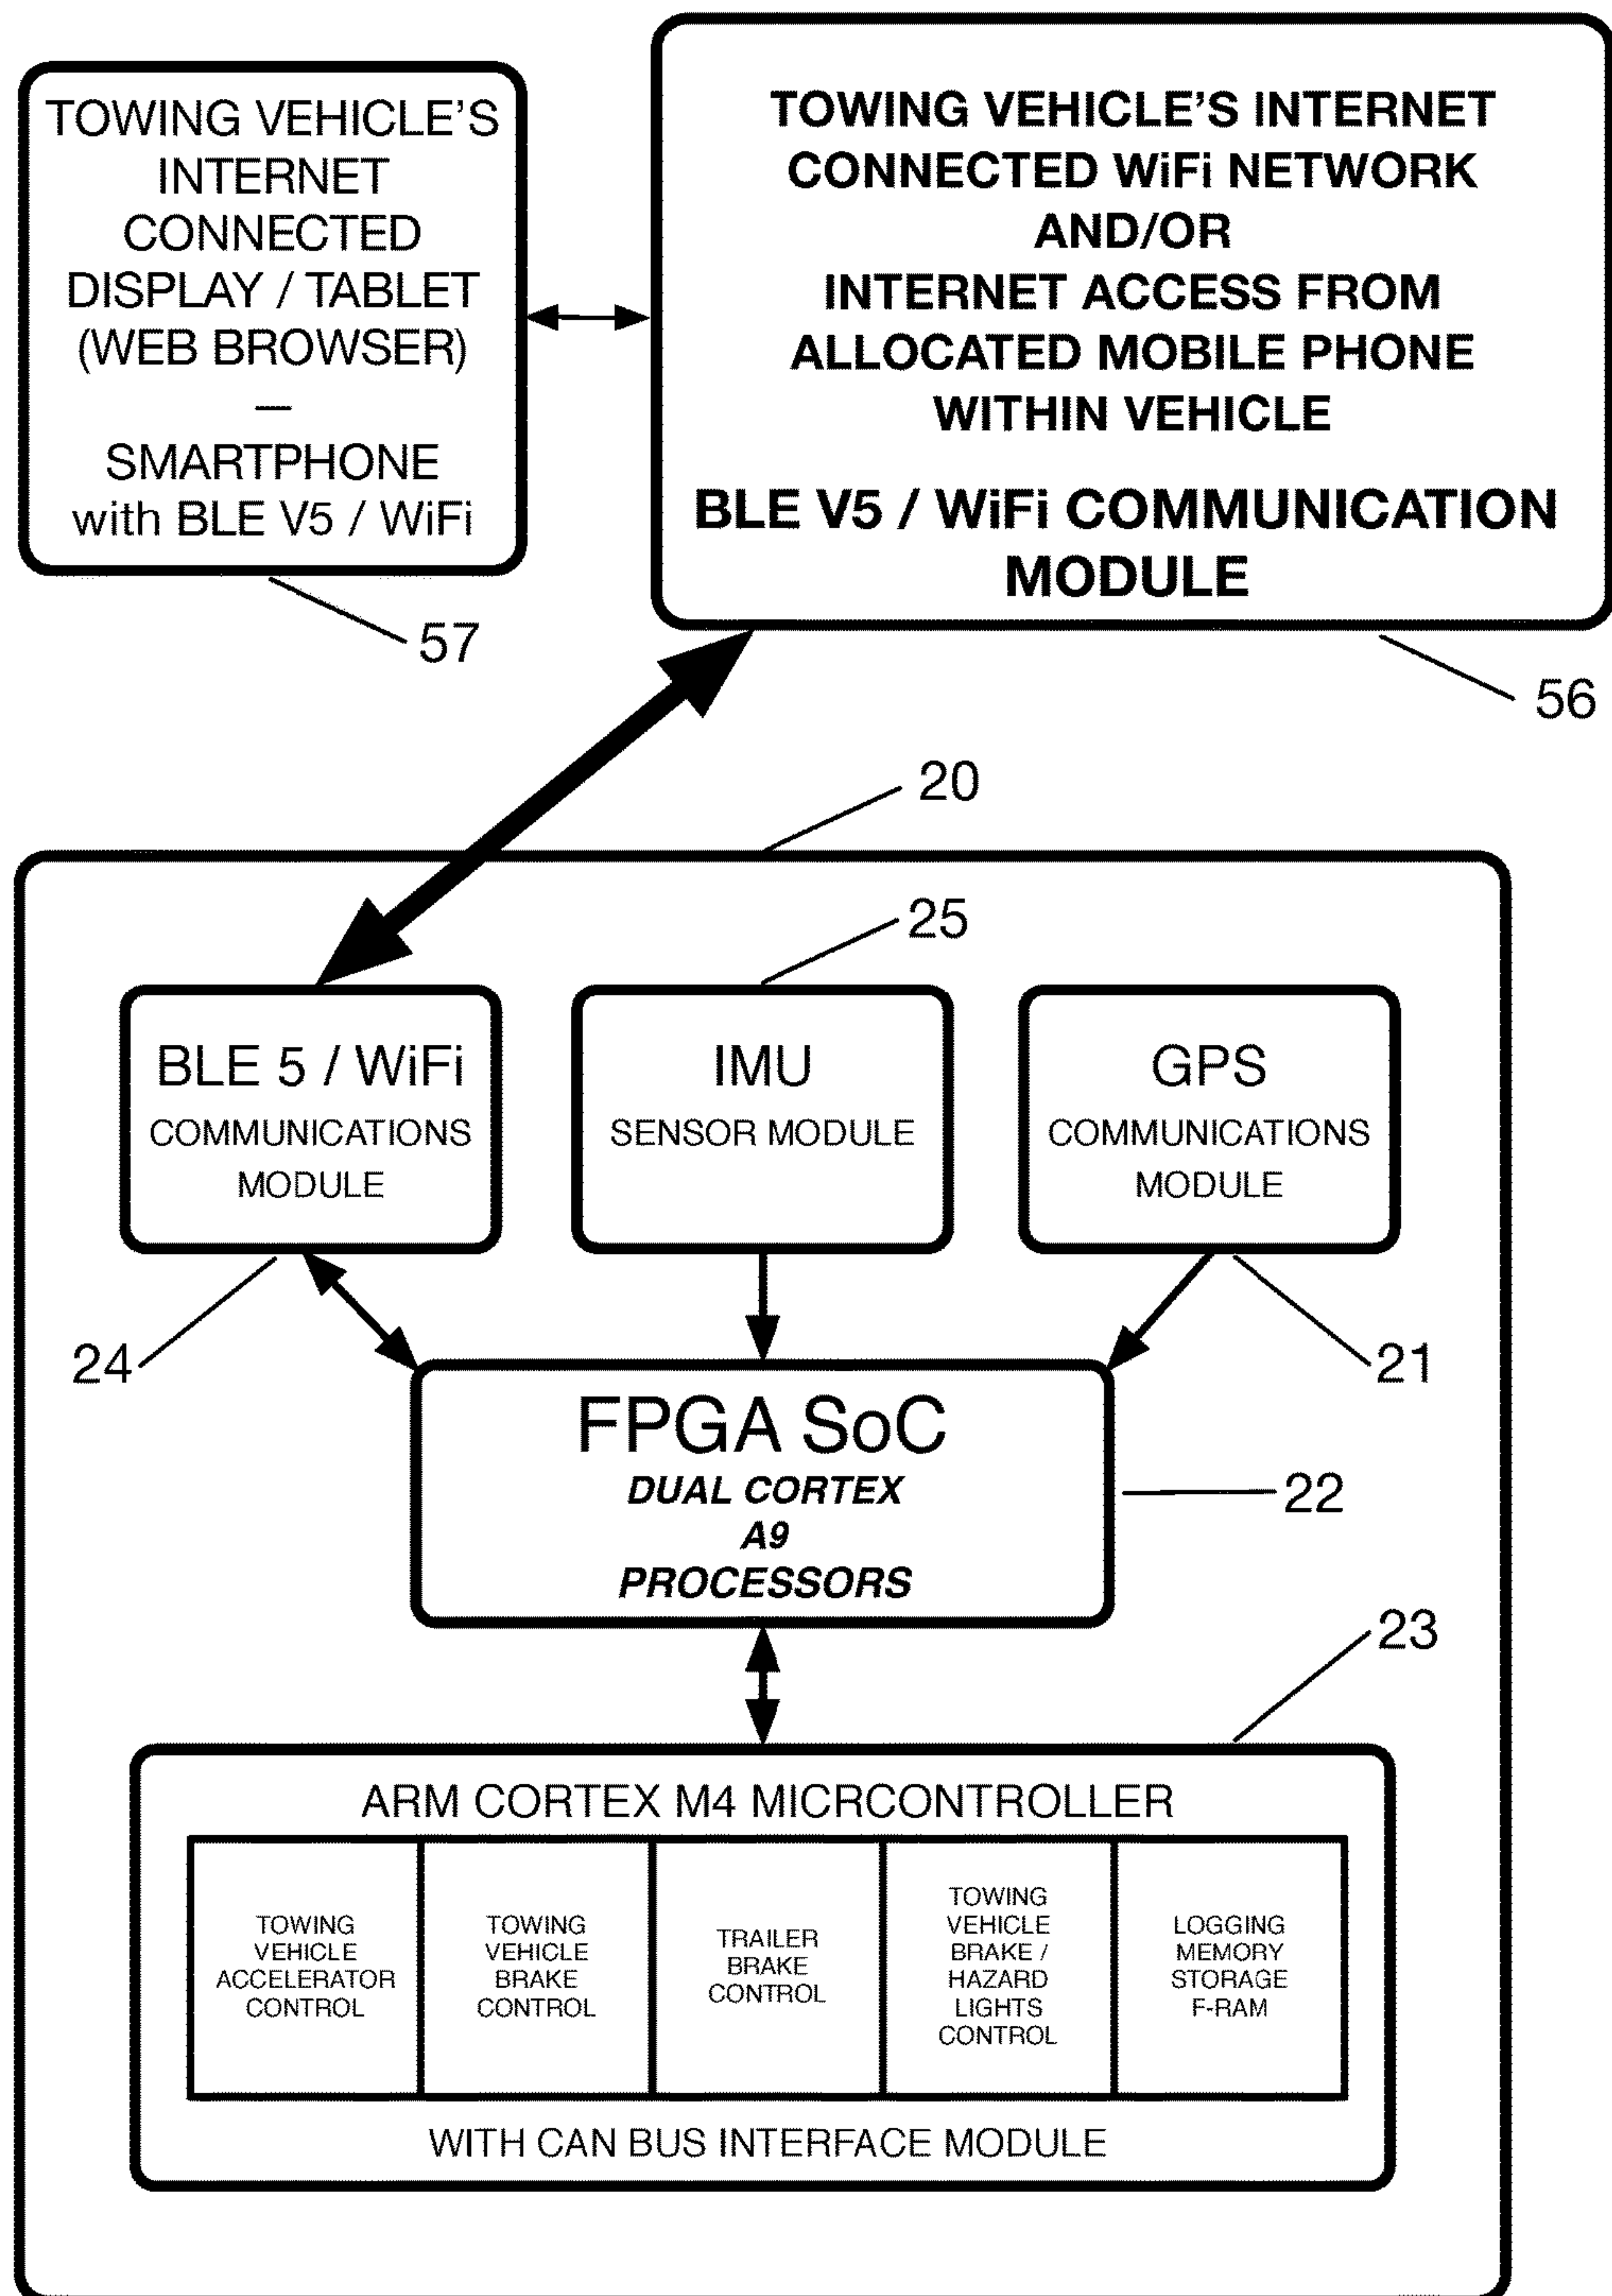 TOWING VEHICLE'S
INTERNET
CONNECTED
DISPLAY / TABLET
(WEB BROWSER)
—
SMARTPHONE
with BLE V5 / WiFi
57
TOWING VEHICLE'S INTERNET
CONNECTED WiFi NETWORK
AND/OR
INTERNET ACCESS FROM
ALLOCATED MOBILE PHONE
WITHIN VEHICLE
BLE V5 / WiFi COMMUNICATION
MODULE
56
20
25
BLE 5 / WiFi
COMMUNICATIONS
MODULE
IMU
SENSOR MODULE
GPS
COMMUNICATIONS
MODULE
24
21
FPGA SoC
DUAL CORTEX
A9
PROCESSORS
22
23
ARM CORTEX M4 MICRCONTROLLER
TOWING
VEHICLE
ACCELERATOR
CONTROL
TOWING
VEHICLE
BRAKE
CONTROL
TRAILER
BRAKE
CONTROL
TOWING
VEHICLE
BRAKE /
HAZARD
LIGHTS
CONTROL
LOGGING
MEMORY
STORAGE
F-RAM
WITH CAN BUS INTERFACE MODULE